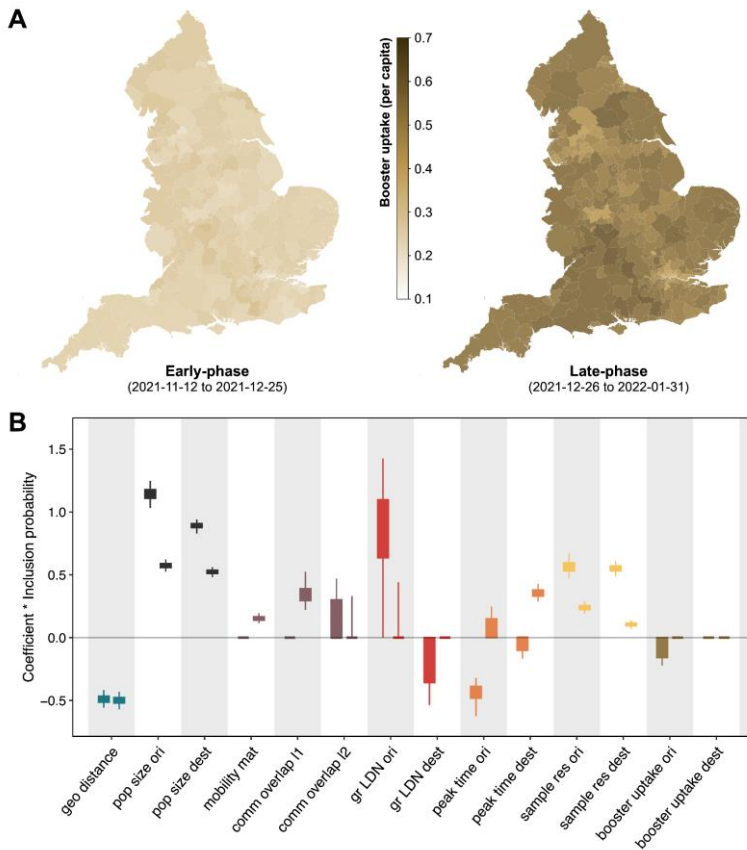 A
Booster uptake (per capita)
0.7
0.6
0.5
0.4
0.3
0.2
0.1
Early-phase
(2021-11-12 to 2021-12-25)
Late-phase
(2021-12-26 to 2022-01-31)
B
Coefficient * Inclusion probability
1.5
1.0
0.5
0.0
−0.5
geo distance
pop size ori
pop size dest
mobility mat
comm overlap l1
comm overlap l2
gr LDN ori
gr LDN dest
peak time ori
peak time dest
sample res ori
sample res dest
booster uptake ori
booster uptake dest